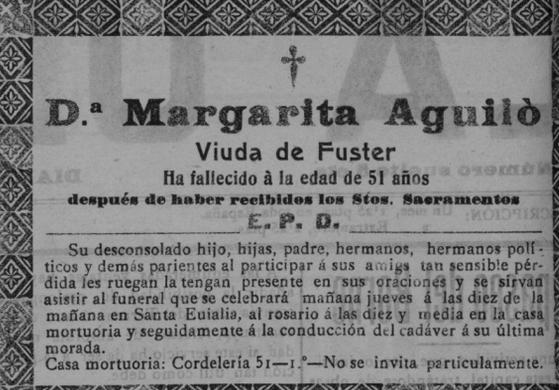 D.ª Margarita Aguilò
Viuda de Fuster
Ha fallecido à la edad de 51 años
después de haber recibidos los Stos. Sacramentos
E. P. D.
Su desconsolado hijo, hijas, padre, hermanos, hermanos polí-
ticos y demás parientes al participar á sus amigs tan sensible pér-
dida les ruegan la tengan presente en sus oraciones y se sirvan
asistir al funeral que se celebrará mañana jueves á las diez de la
mañana en Santa Euialia, al rosario á las diez y media en la casa
mortuoria y seguidamente á la conducción del cadáver á su última
morada.
Casa mortuoria: Cordelería 51-1.º—No se invita particulamente.